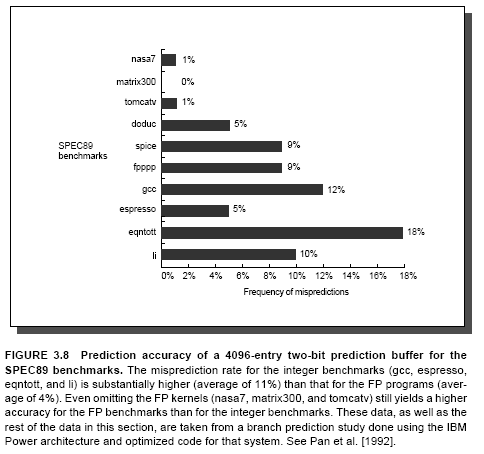 nasa7 1%
matrix300 0%
tomcatv 1%
doduc 5%
SPEC89
benchmarks
spice 9%
fpppp 9%
gcc 12%
espresso 5%
eqntott 18%
li 10%
0% 2% 4% 6% 8% 10% 12% 14% 16% 18%
Frequency of mispredictions
FIGURE 3.8 Prediction accuracy of a 4096-entry two-bit prediction buffer for the
SPEC89 benchmarks. The misprediction rate for the integer benchmarks (gcc, espresso,
eqntott, and li) is substantially higher (average of 11%) than that for the FP programs (aver-
age of 4%). Even omitting the FP kernels (nasa7, matrix300, and tomcatv) still yields a higher
accuracy for the FP benchmarks than for the integer benchmarks. These data, as well as the
rest of the data in this section, are taken from a branch prediction study done using the IBM
Power architecture and optimized code for that system. See Pan et al. [1992].